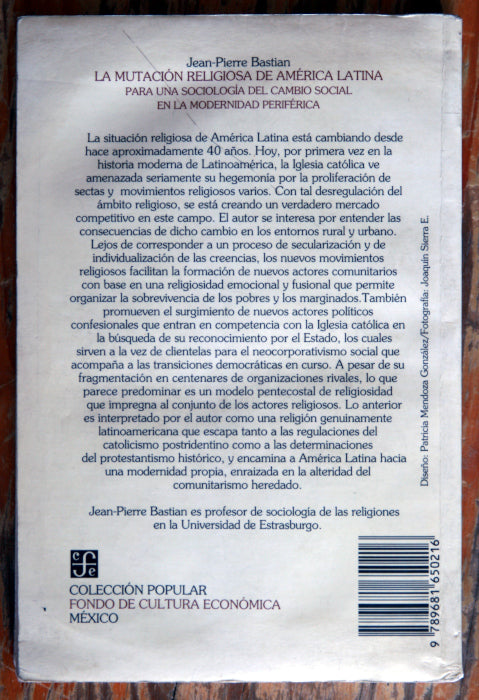 Jean-Pierre Bastian
LA MUTACIÓN RELIGIOSA DE AMÉRICA LATINA
PARA UNA SOCIOLOGÍA DEL CAMBIO SOCIAL
EN LA MODERNIDAD PERIFÉRICA
La situación religiosa de América Latina está cambiando desde
hace aproximadamente 40 años. Hoy, por primera vez en la
historia moderna de Latinoamérica, la Iglesia católica ve
amenazada seriamente su hegemonía por la proliferación de
sectas y movimientos religiosos varios. Con tal desregulación del
ámbito religioso, se está creando un verdadero mercado
competitivo en este campo. El autor se interesa por entender las
consecuencias de dicho cambio en los entornos rural y urbano.
Lejos de corresponder a un proceso de secularización y de
individualización de las creencias, los nuevos movimientos
religiosos facilitan la formación de nuevos actores comunitarios
con base en una religiosidad emocional y fusional que permite
organizar la sobrevivencia de los pobres y los marginados.También
promueven el surgimiento de nuevos actores políticos
confesionales que entran en competencia con la Iglesia católica en
la búsqueda de su reconocimiento por el Estado, los cuales
sirven a la vez de clientelas para el neocorporativismo social que
acompaña a las transiciones democráticas en curso. A pesar de su
fragmentación en centenares de organizaciones rivales, lo que
parece predominar es un modelo pentecostal de religiosidad
que impregna al conjunto de los actores religiosos. Lo anterior
es interpretado por el autor como una religión genuinamente
latinoamericana que escapa tanto a las regulaciones del
catolicismo postridentino como a las determinaciones
del protestantismo histórico, y encamina a América Latina hacia
una modernidad propia, enraizada en la alteridad del
comunitarismo heredado.
Jean-Pierre Bastian es profesor de sociología de las religiones
en la Universidad de Estrasburgo.
Diseño: Patricia Mendoza González/Fotografía: Joaquín Sierra E.
cfe
COLECCIÓN POPULAR
FONDO DE CULTURA ECONÓMICA
MÉXICO
9 789681 650216